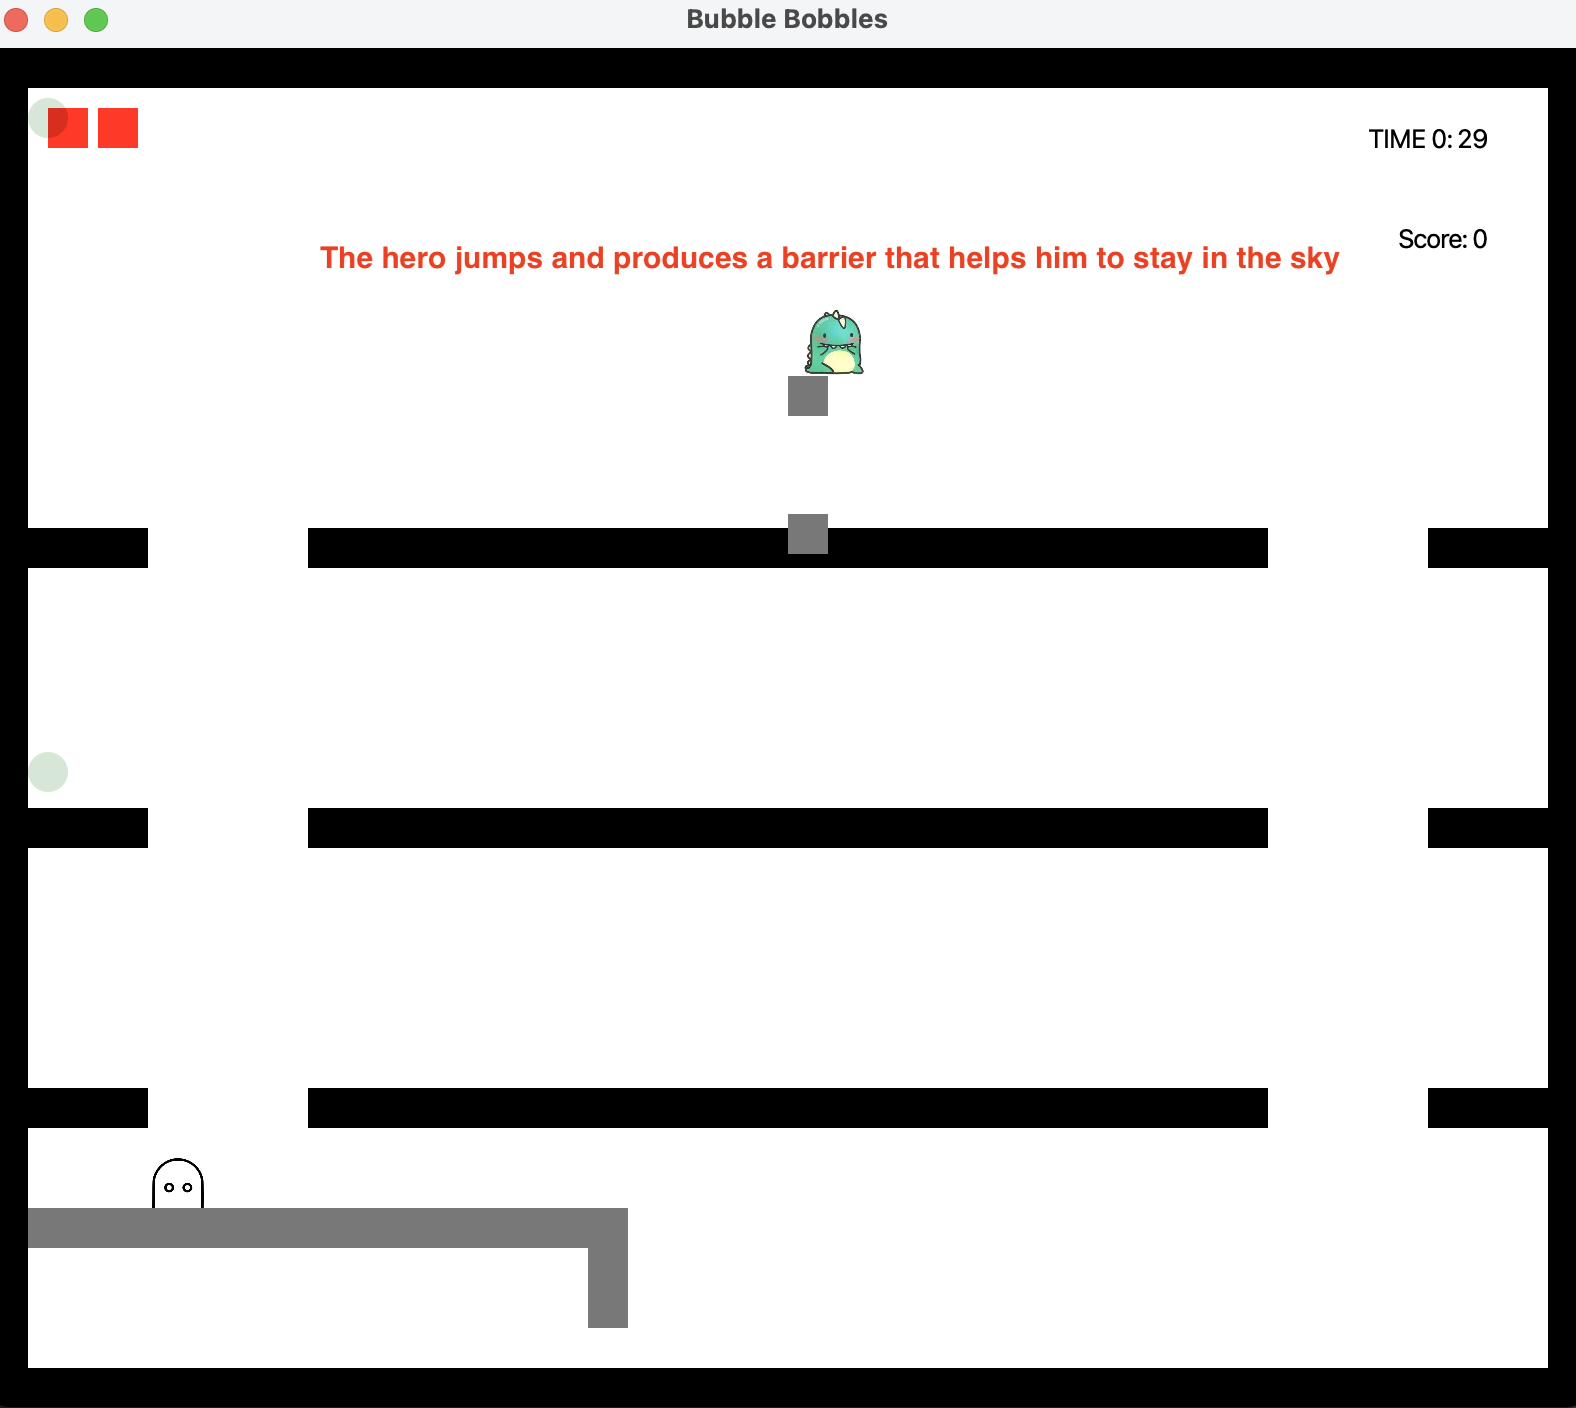 Bubble Bobbles
TIME 0: 29
Score: 0
The hero jumps and produces a barrier that helps him to stay in the sky